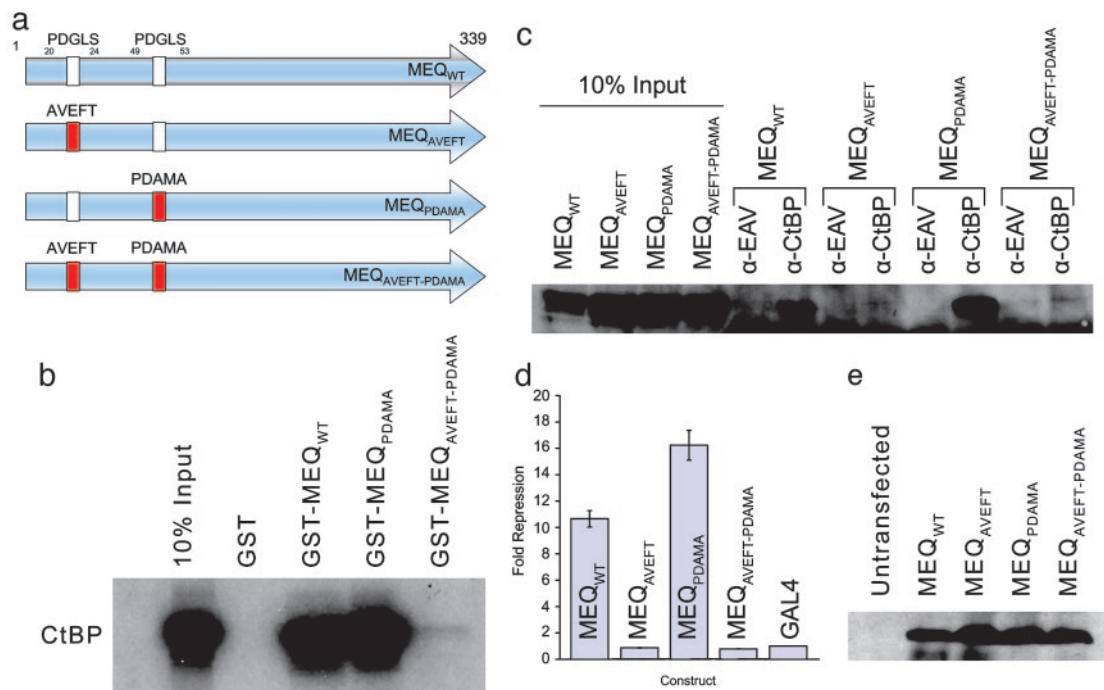 a
PDGLS PDGLS
1 20 24 49 53 339
MEQWT
AVEFT
MEQAVEFT
PDAMA
MEQPDAMA
AVEFT PDAMA
MEQAVEFT-PDAMA
b
10% Input
GST
GST-MEQWT
GST-MEQPDAMA
GST-MEQAVEFT-PDAMA
CtBP
c
10% Input
MEQWT
MEQAVEFT
MEQPDAMA
MEQAVEFT-PDAMA
MEQWT
MEQAVEFT
MEQPDAMA
MEQAVEFT-PDAMA
α-EAV
α-CtBP
α-EAV
α-CtBP
α-EAV
α-CtBP
α-EAV
α-CtBP
d
Fold Repression
20
18
16
14
12
10
8
6
4
2
0
MEQWT
MEQAVEFT
MEQPDAMA
MEQAVEFT-PDAMA
GAL4
Construct
e
Untransfected
MEQWT
MEQAVEFT
MEQPDAMA
MEQAVEFT-PDAMA